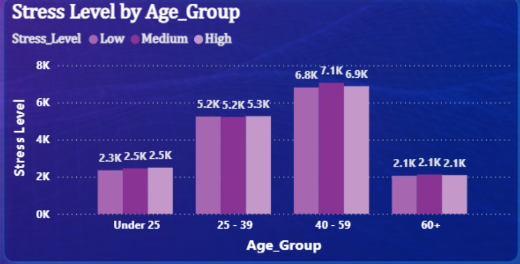 Stress Level by Age_Group
Stress_Level Low Medium High
Stress Level
8K
6K
4K
2K
0K
2.3K 2.5K 2.5K
5.2K 5.2K 5.3K
6.8K 7.1K 6.9K
2.1K 2.1K 2.1K
Under 25 25 - 39 40 - 59 60+
Age_Group